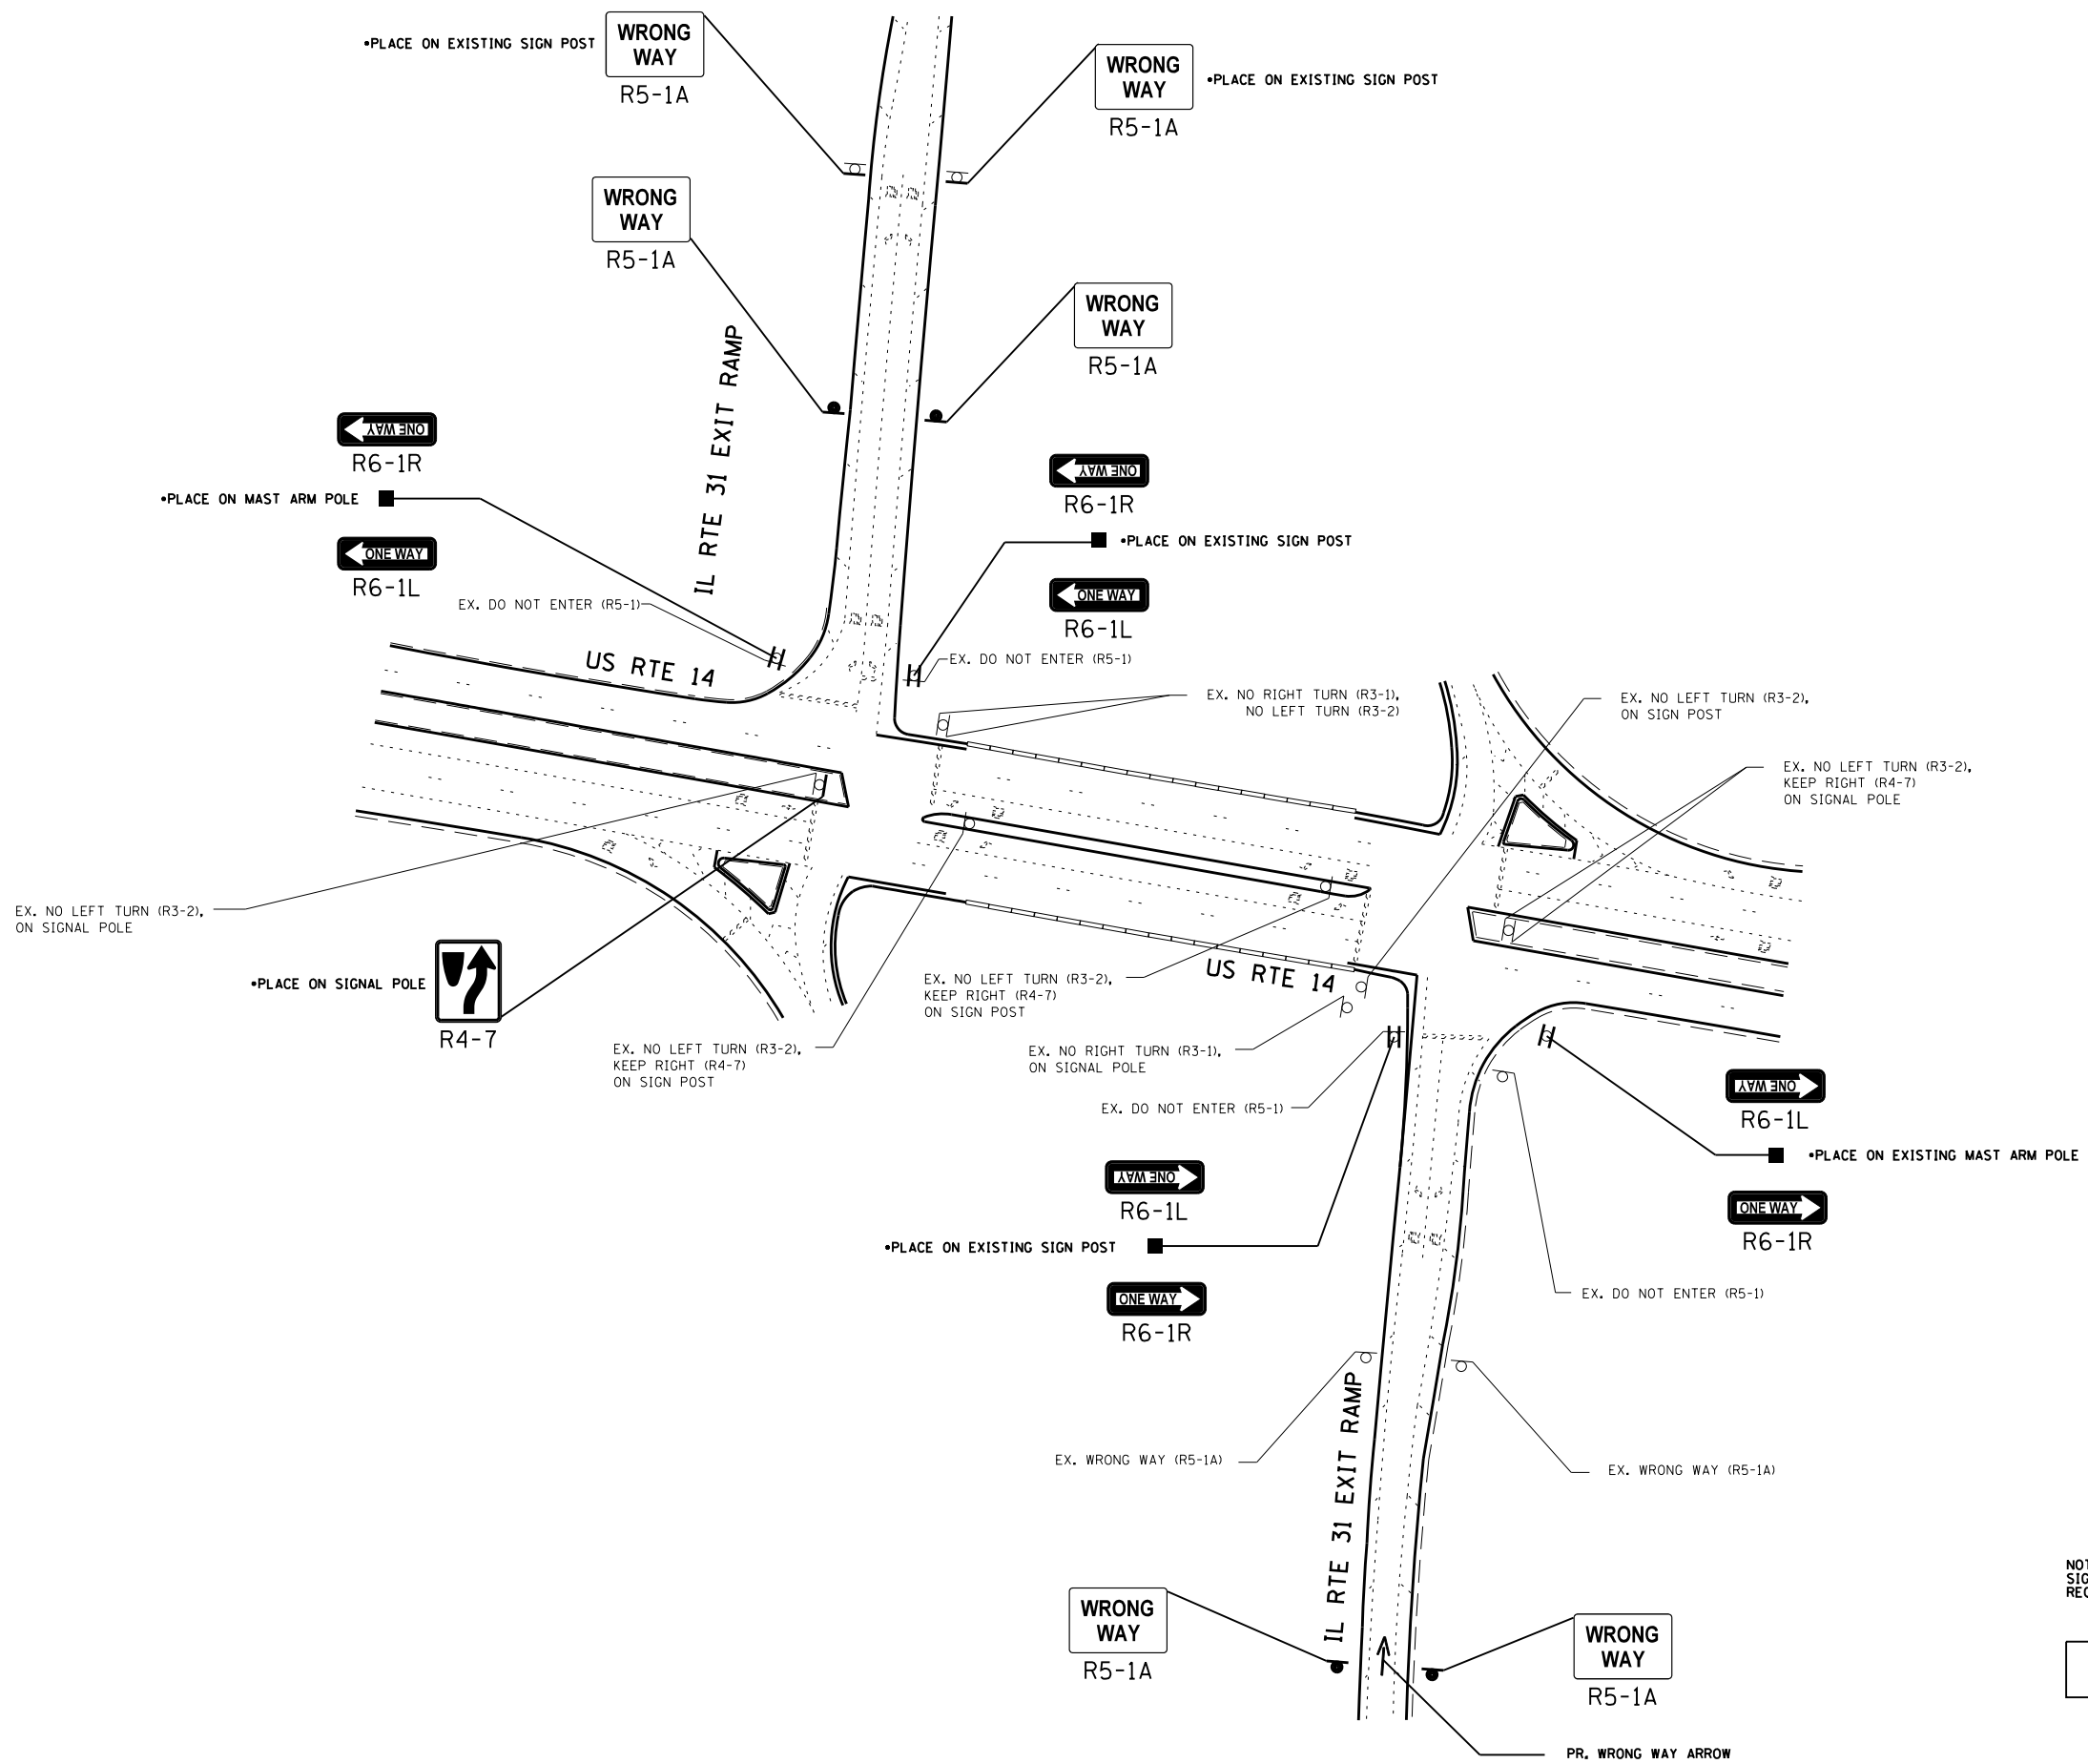 •PLACE ON EXISTING SIGN POST
WRONG
WAY
R5-1A
WRONG
WAY
R5-1A
•PLACE ON EXISTING SIGN POST
WRONG
WAY
R5-1A
WRONG
WAY
R5-1A
IL RTE 31 EXIT RAMP
ONE WAY
R6-1R
•PLACE ON MAST ARM POLE
ONE WAY
R6-1L
EX. DO NOT ENTER (R5-1)
ONE WAY
R6-1R
•PLACE ON EXISTING SIGN POST
ONE WAY
R6-1L
EX. DO NOT ENTER (R5-1)
US RTE 14
EX. NO RIGHT TURN (R3-1),
NO LEFT TURN (R3-2)
EX. NO LEFT TURN (R3-2),
ON SIGN POST
EX. NO LEFT TURN (R3-2),
KEEP RIGHT (R4-7)
ON SIGNAL POLE
EX. NO LEFT TURN (R3-2),
ON SIGNAL POLE
•PLACE ON SIGNAL POLE
R4-7
EX. NO LEFT TURN (R3-2),
KEEP RIGHT (R4-7)
ON SIGN POST
EX. NO LEFT TURN (R3-2),
KEEP RIGHT (R4-7)
ON SIGN POST
US RTE 14
EX. NO RIGHT TURN (R3-1),
ON SIGNAL POLE
EX. DO NOT ENTER (R5-1)
ONE WAY
R6-1L
•PLACE ON EXISTING MAST ARM POLE
ONE WAY
R6-1R
ONE WAY
R6-1L
•PLACE ON EXISTING SIGN POST
ONE WAY
R6-1R
EX. DO NOT ENTER (R5-1)
EX. WRONG WAY (R5-1A)
EX. WRONG WAY (R5-1A)
IL RTE 31 EXIT RAMP
WRONG
WAY
R5-1A
WRONG
WAY
R5-1A
PR. WRONG WAY ARROW